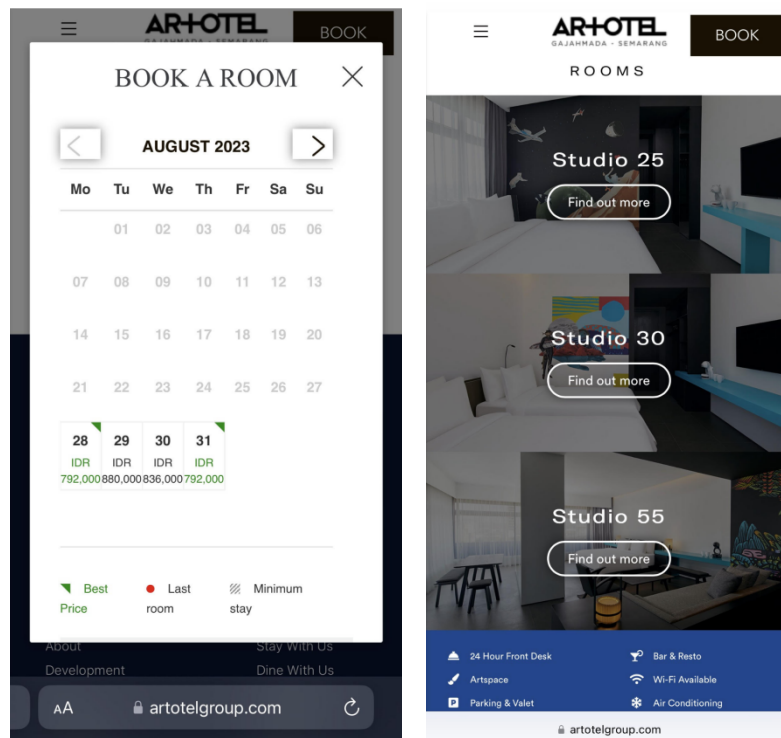 ARTOTEL
GAJAHMADA - SEMARANG
BOOK
BOOK A ROOM
AUGUST 2023
Mo Tu We Th Fr Sa Su
01 02 03 04 05 06
07 08 09 10 11 12 13
14 15 16 17 18 19 20
21 22 23 24 25 26 27
28 29 30 31
IDR IDR IDR IDR
792,000 880,000 836,000 792,000
Best Price
Last room
Minimum stay
About Stay With Us
Development Dine With Us
AA artotelgroup.com
ARTOTEL
GAJAHMADA - SEMARANG
BOOK
ROOMS
Studio 25
Find out more
Studio 30
Find out more
Studio 55
Find out more
24 Hour Front Desk Bar & Resto
Artspace Wi-Fi Available
P Parking & Valet Air Conditioning
artotelgroup.com